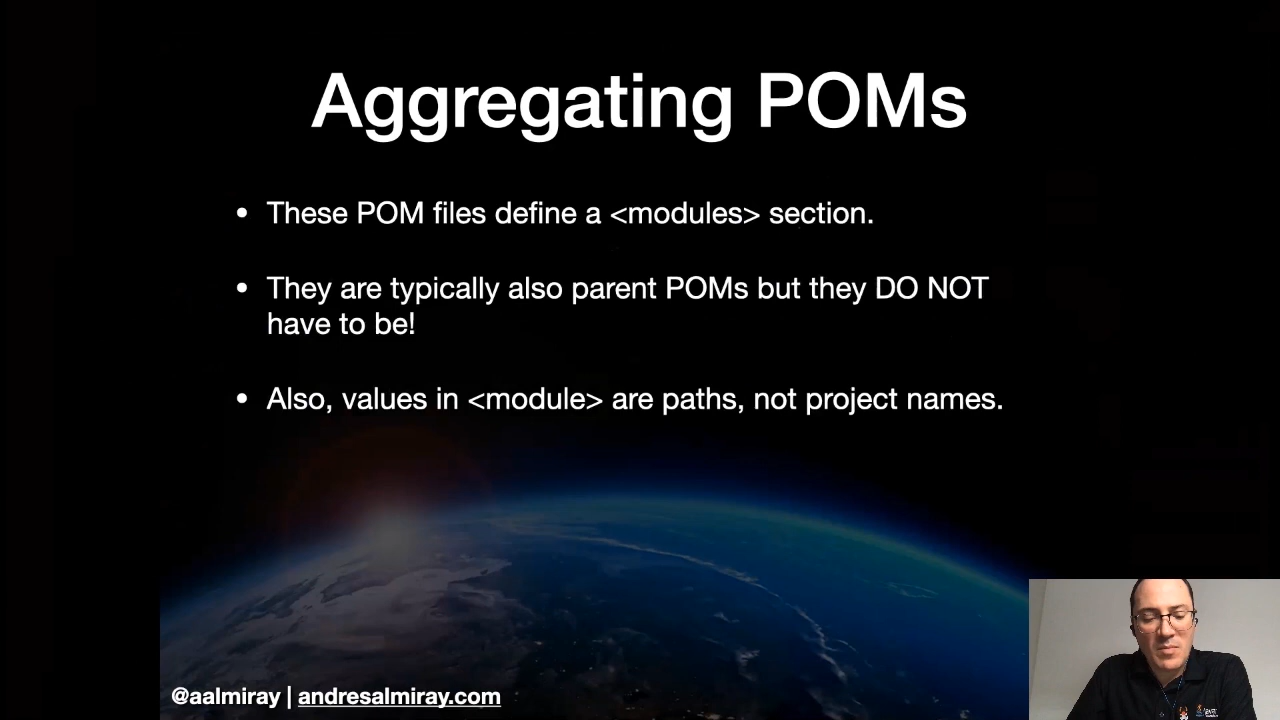 Aggregating POMs
• These POM files define a <modules> section.
• They are typically also parent POMs but they DO NOT
have to be!
• Also, values in <module> are paths, not project names.
@aalmiray | andresalmiray.com